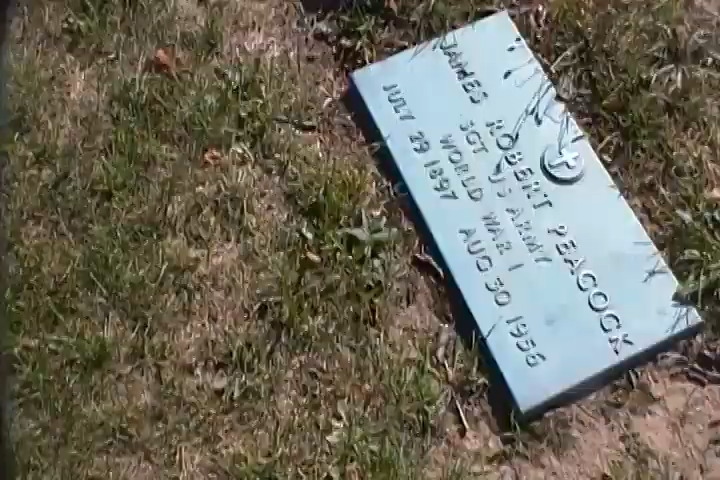 JAMES ROBERT PEACOCK
SGT US ARMY
WORLD WAR I
JULY 29 1897 AUG 30 1956